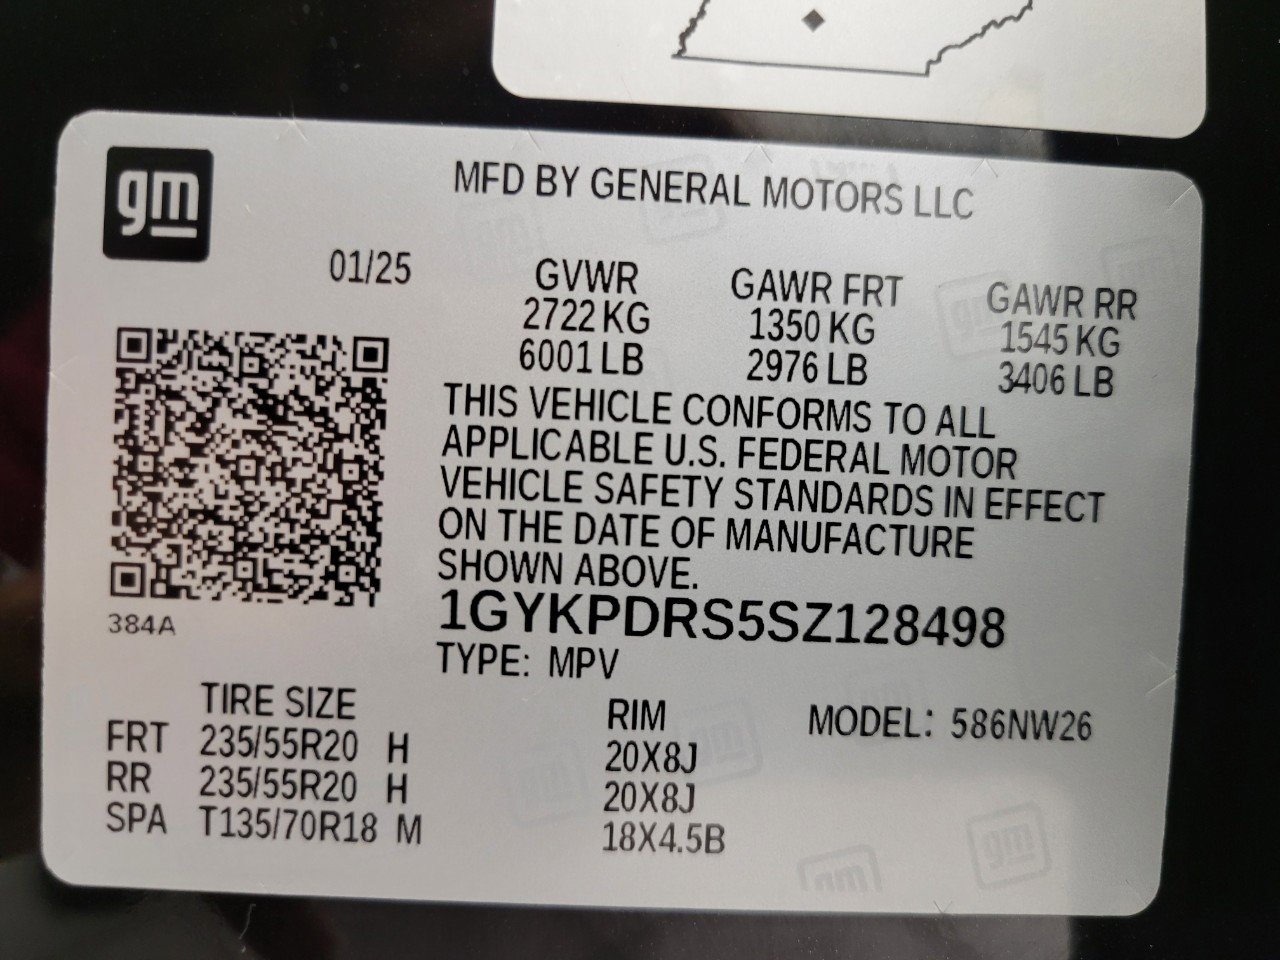 gm
MFD BY GENERAL MOTORS LLC
01/25
GVWR
2722 KG
6001 LB
GAWR FRT
1350 KG
2976 LB
GAWR RR
1545 KG
3406 LB
THIS VEHICLE CONFORMS TO ALL
APPLICABLE U.S. FEDERAL MOTOR
VEHICLE SAFETY STANDARDS IN EFFECT
ON THE DATE OF MANUFACTURE
SHOWN ABOVE.
384A
1GYKPDRS5SZ128498
TYPE: MPV
TIRE SIZE RIM MODEL: 586NW26
FRT 235/55R20 H 20X8J
RR 235/55R20 H 20X8J
SPA T135/70R18 M 18X4.5B